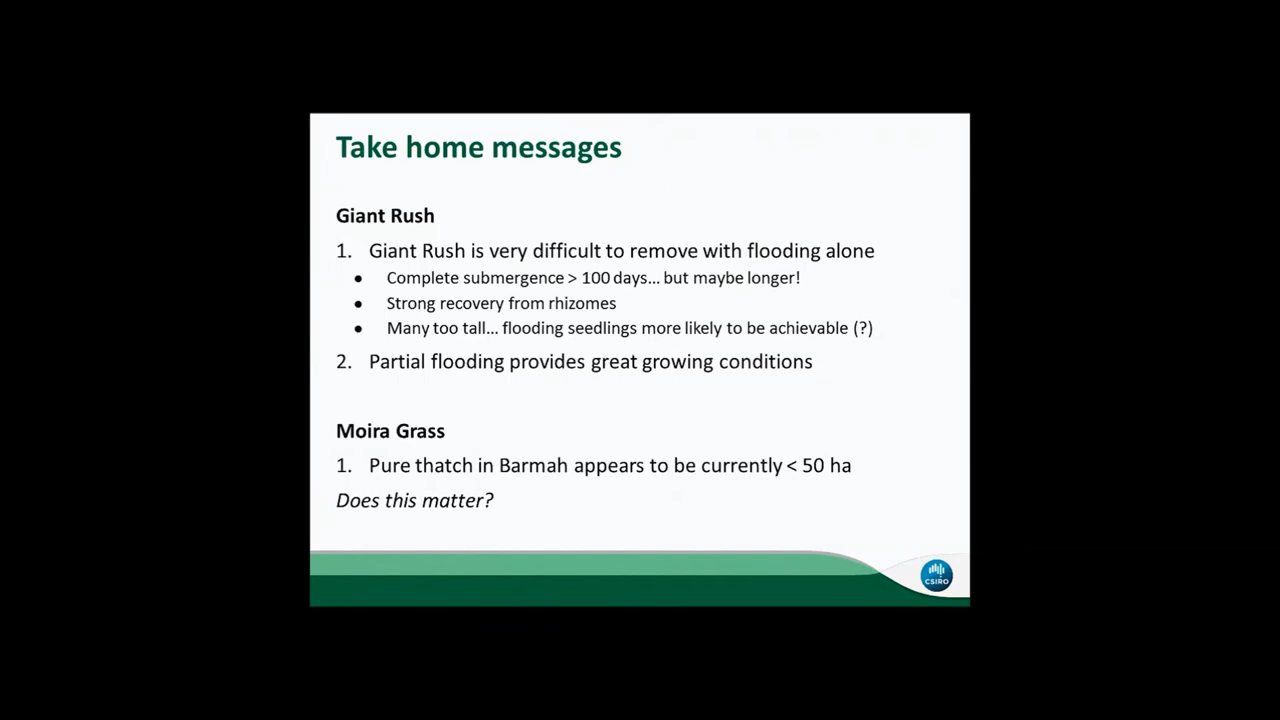 Take home messages
Giant Rush
1. Giant Rush is very difficult to remove with flooding alone
• Complete submergence > 100 days... but maybe longer!
• Strong recovery from rhizomes
• Many too tall... flooding seedlings more likely to be achievable (?)
2. Partial flooding provides great growing conditions
Moira Grass
1. Pure thatch in Barmah appears to be currently < 50 ha
Does this matter?
CSIRO